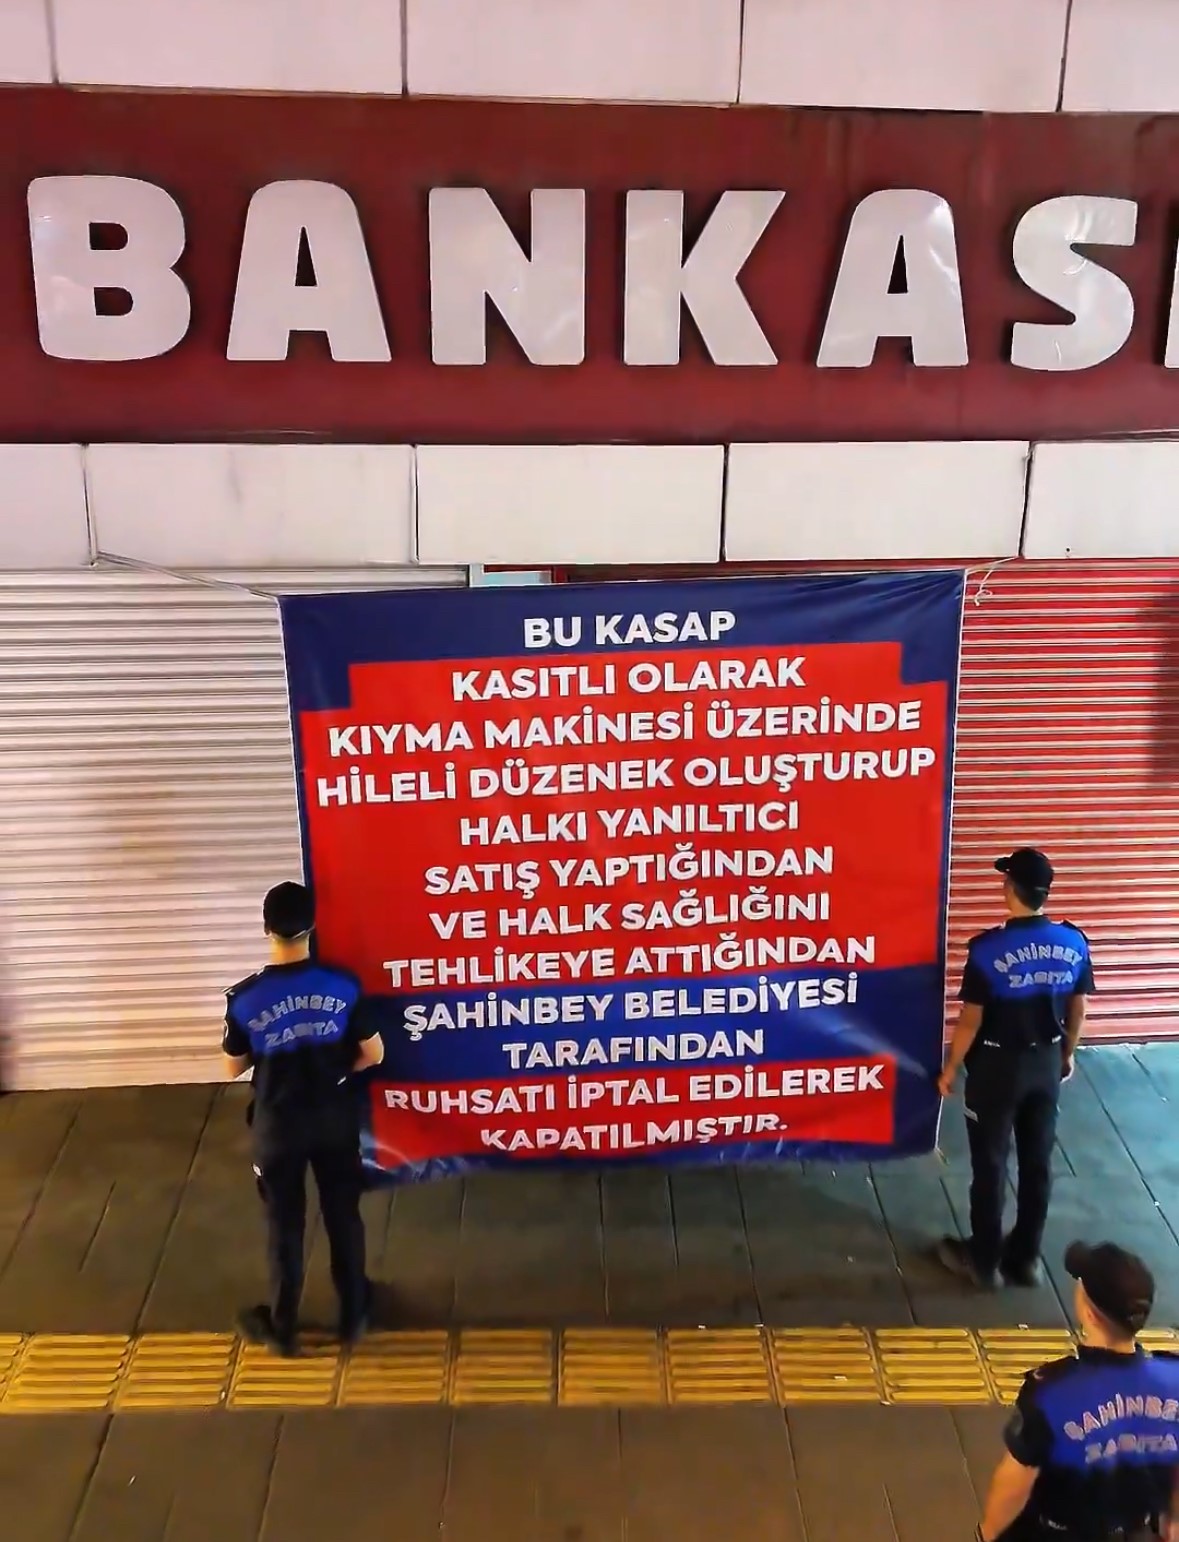 BANKASI
BU KASAP
KASITLI OLARAK
KIYMA MAKİNESİ ÜZERİNDE
HİLELİ DÜZENEK OLUŞTURUP
HALKI YANILTICI
SATIŞ YAPTIĞINDAN
VE HALK SAĞLIĞINI
TEHLİKEYE ATTIĞINDAN
ŞAHİNBEY BELEDİYESİ
TARAFINDAN
RUHSATI İPTAL EDİLEREK
KAPATILMIŞTIR.
ŞAHİNBEY
ZABITA
ŞAHİNBEY
ZABITA
ŞAHİNBEY
ZABITA